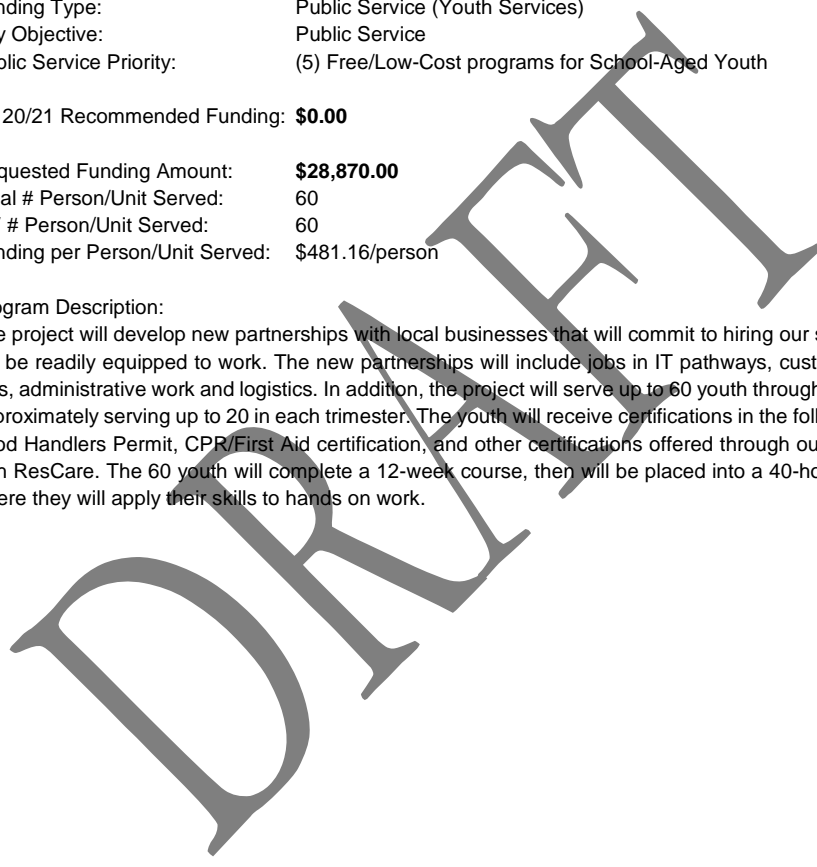 nding Type: Public Service (Youth Services)
y Objective: Public Service
blic Service Priority: (5) Free/Low-Cost programs for School-Aged Youth
20/21 Recommended Funding: $0.00
quested Funding Amount: $28,870.00
al # Person/Unit Served: 60
# Person/Unit Served: 60
nding per Person/Unit Served: $481.16/person
ogram Description:
e project will develop new partnerships with local businesses that will commit to hiring our s
be readily equipped to work. The new partnerships will include jobs in IT pathways, cust
s, administrative work and logistics. In addition, the project will serve up to 60 youth through
proximately serving up to 20 in each trimester. The youth will receive certifications in the foll
od Handlers Permit, CPR/First Aid certification, and other certifications offered through ou
h ResCare. The 60 youth will complete a 12-week course, then will be placed into a 40-ho
ere they will apply their skills to hands on work.
DRAFT